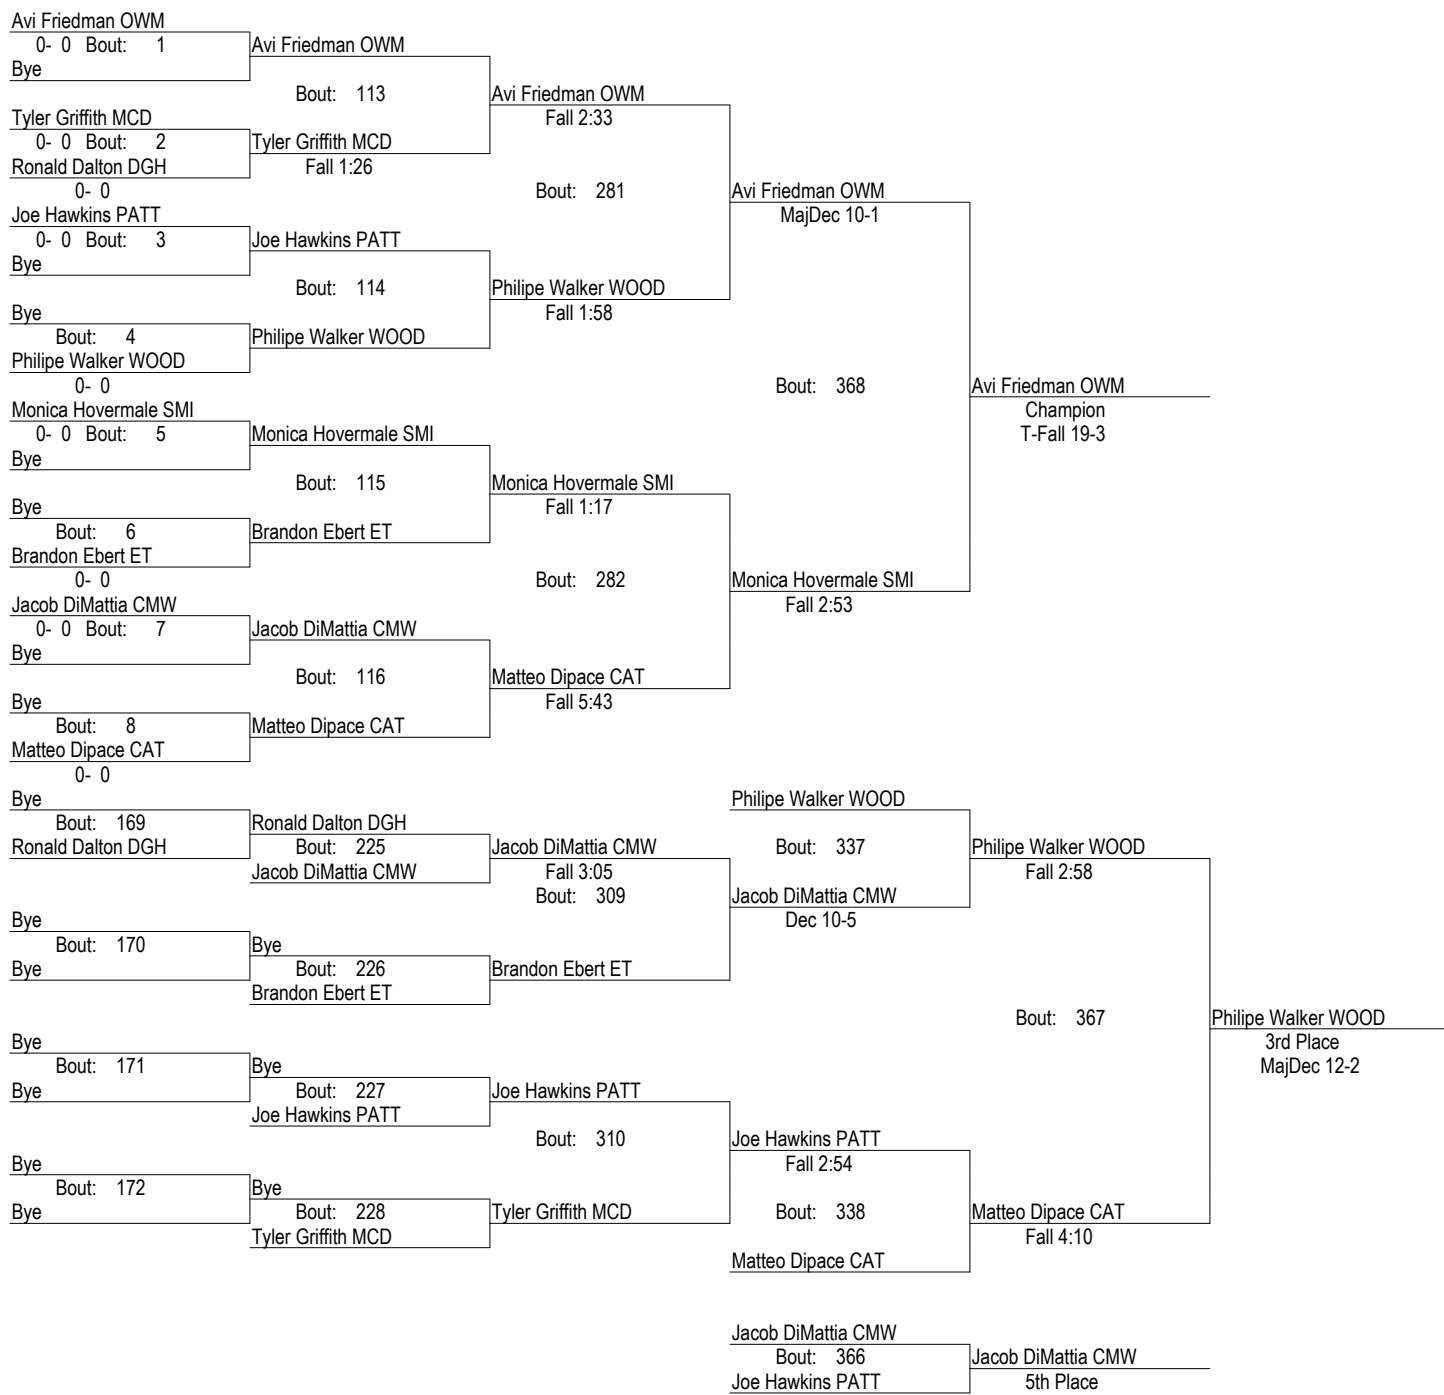 Avi Friedman OWM
0- 0 Bout: 1
Avi Friedman OWM
Bye
Bout: 113
Avi Friedman OWM
Tyler Griffith MCD
Fall 2:33
0- 0 Bout: 2
Tyler Griffith MCD
Ronald Dalton DGH
Fall 1:26
0- 0
Bout: 281
Avi Friedman OWM
Joe Hawkins PATT
MajDec 10-1
0- 0 Bout: 3
Joe Hawkins PATT
Bye
Bout: 114
Philipe Walker WOOD
Bye
Fall 1:58
Bout: 4
Philipe Walker WOOD
Philipe Walker WOOD
0- 0
Bout: 368
Avi Friedman OWM
Monica Hovermale SMI
Champion
0- 0 Bout: 5
Monica Hovermale SMI
T-Fall 19-3
Bye
Bout: 115
Monica Hovermale SMI
Bye
Fall 1:17
Bout: 6
Brandon Ebert ET
Brandon Ebert ET
0- 0
Bout: 282
Monica Hovermale SMI
Jacob DiMattia CMW
Fall 2:53
0- 0 Bout: 7
Jacob DiMattia CMW
Bye
Bout: 116
Matteo Dipace CAT
Bye
Fall 5:43
Bout: 8
Matteo Dipace CAT
Matteo Dipace CAT
0- 0
Bye
Philipe Walker WOOD
Bout: 169
Ronald Dalton DGH
Ronald Dalton DGH
Bout: 225
Jacob DiMattia CMW
Bout: 337
Philipe Walker WOOD
Jacob DiMattia CMW
Fall 3:05
Fall 2:58
Bout: 309
Jacob DiMattia CMW
Bye
Dec 10-5
Bout: 170
Bye
Bye
Bout: 226
Brandon Ebert ET
Brandon Ebert ET
Bout: 367
Philipe Walker WOOD
Bye
3rd Place
Bout: 171
Bye
MajDec 12-2
Bye
Bout: 227
Joe Hawkins PATT
Joe Hawkins PATT
Bout: 310
Joe Hawkins PATT
Bye
Fall 2:54
Bout: 172
Bye
Bye
Bout: 228
Tyler Griffith MCD
Bout: 338
Matteo Dipace CAT
Tyler Griffith MCD
Fall 4:10
Matteo Dipace CAT
Jacob DiMattia CMW
Bout: 366
Jacob DiMattia CMW
Joe Hawkins PATT
5th Place